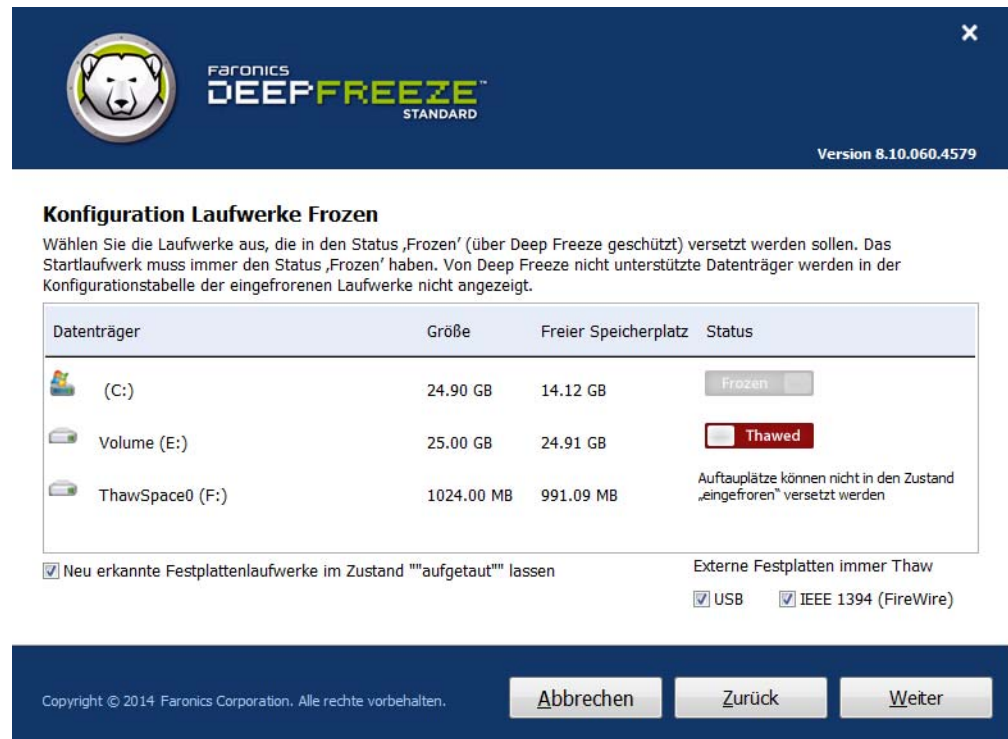 Faronics
DEEPFREEZE™
STANDARD
Version 8.10.060.4579
Konfiguration Laufwerke Frozen
Wählen Sie die Laufwerke aus, die in den Status ‚Frozen’ (über Deep Freeze geschützt) versetzt werden sollen. Das
Startlaufwerk muss immer den Status ‚Frozen’ haben. Von Deep Freeze nicht unterstützte Datenträger werden in der
Konfigurationstabelle der eingefrorenen Laufwerke nicht angezeigt.
Datenträger Größe Freier Speicherplatz Status
(C:) 24.90 GB 14.12 GB Frozen
Volume (E:) 25.00 GB 24.91 GB Thawed
ThawSpace0 (F:) 1024.00 MB 991.09 MB Auftauplätze können nicht in den Zustand
„eingefroren“ versetzt werden
Neu erkannte Festplattenlaufwerke im Zustand ""aufgetaut"" lassen
Externe Festplatten immer Thaw
USB IEEE 1394 (FireWire)
Copyright © 2014 Faronics Corporation. Alle rechte vorbehalten.
Abbrechen Zurück Weiter